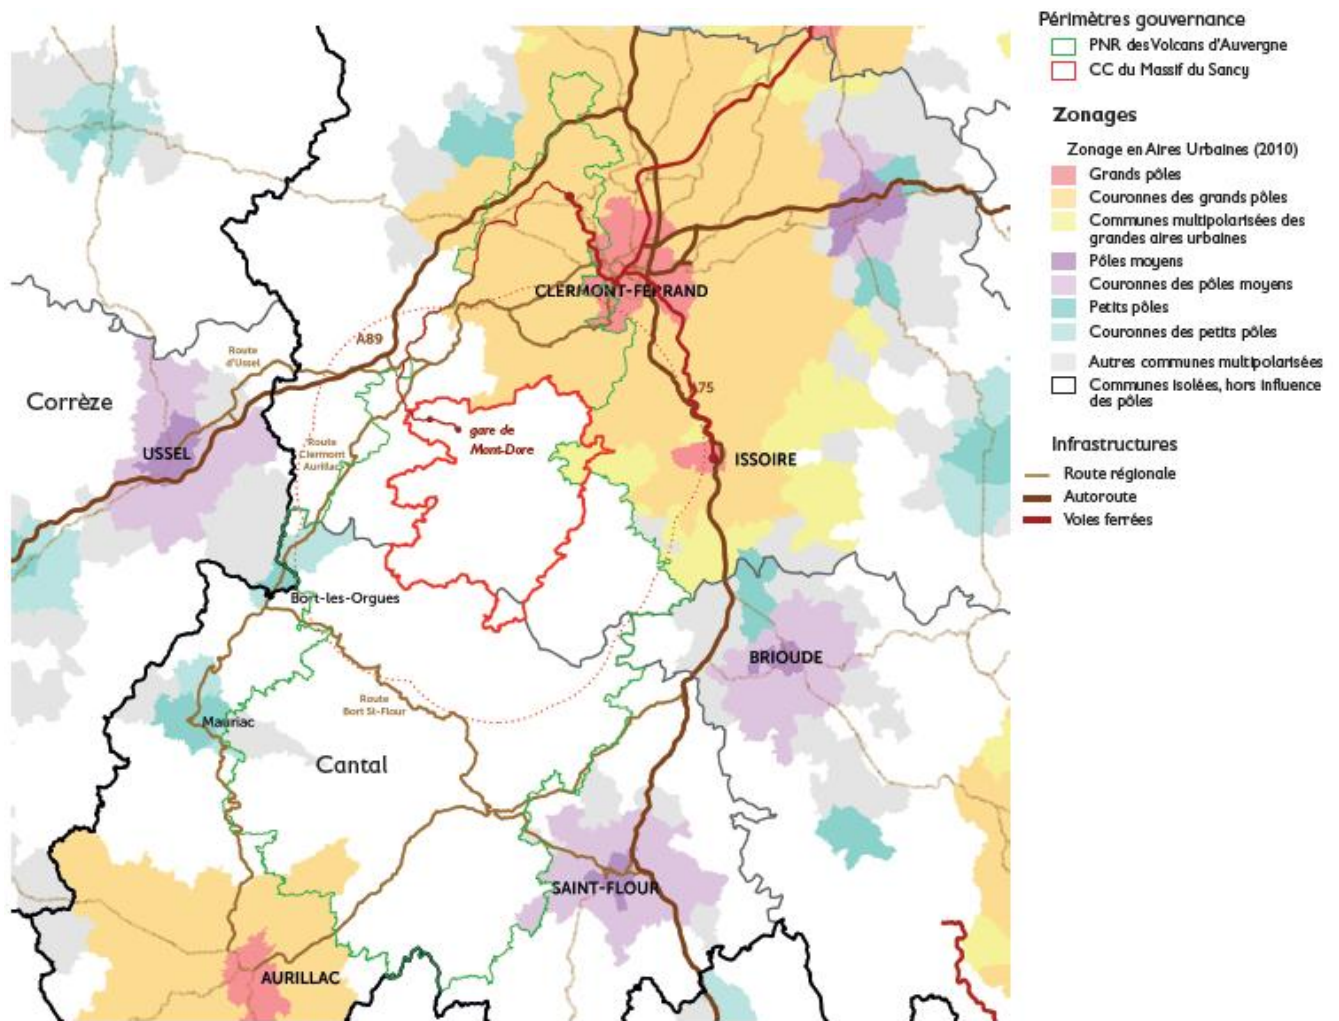 Périmètres gouvernance
PNR des Volcans d'Auvergne
CC du Massif du Sancy
Zonages
Zonage en Aires Urbaines (2010)
Grands pôles
Couronnes des grands pôles
Communes multipolarisées des
grandes aires urbaines
Pôles moyens
Couronnes des pôles moyens
Petits pôles
Couronnes des petits pôles
Autres communes multipolarisées
Communes isolées, hors influence
des pôles
Infrastructures
Route régionale
Autoroute
Voies ferrées
CLERMONT-FERRAND
A89
Route
d'Ussel
Corrèze
75
USSEL
Route
Clermont
Aurillac
gare de
Mont-Dore
ISSOIRE
Bort-les-Orgues
BRIOUDE
Route
Bort St-Flour
Mauriac
Cantal
SAINT-FLOUR
AURILLAC